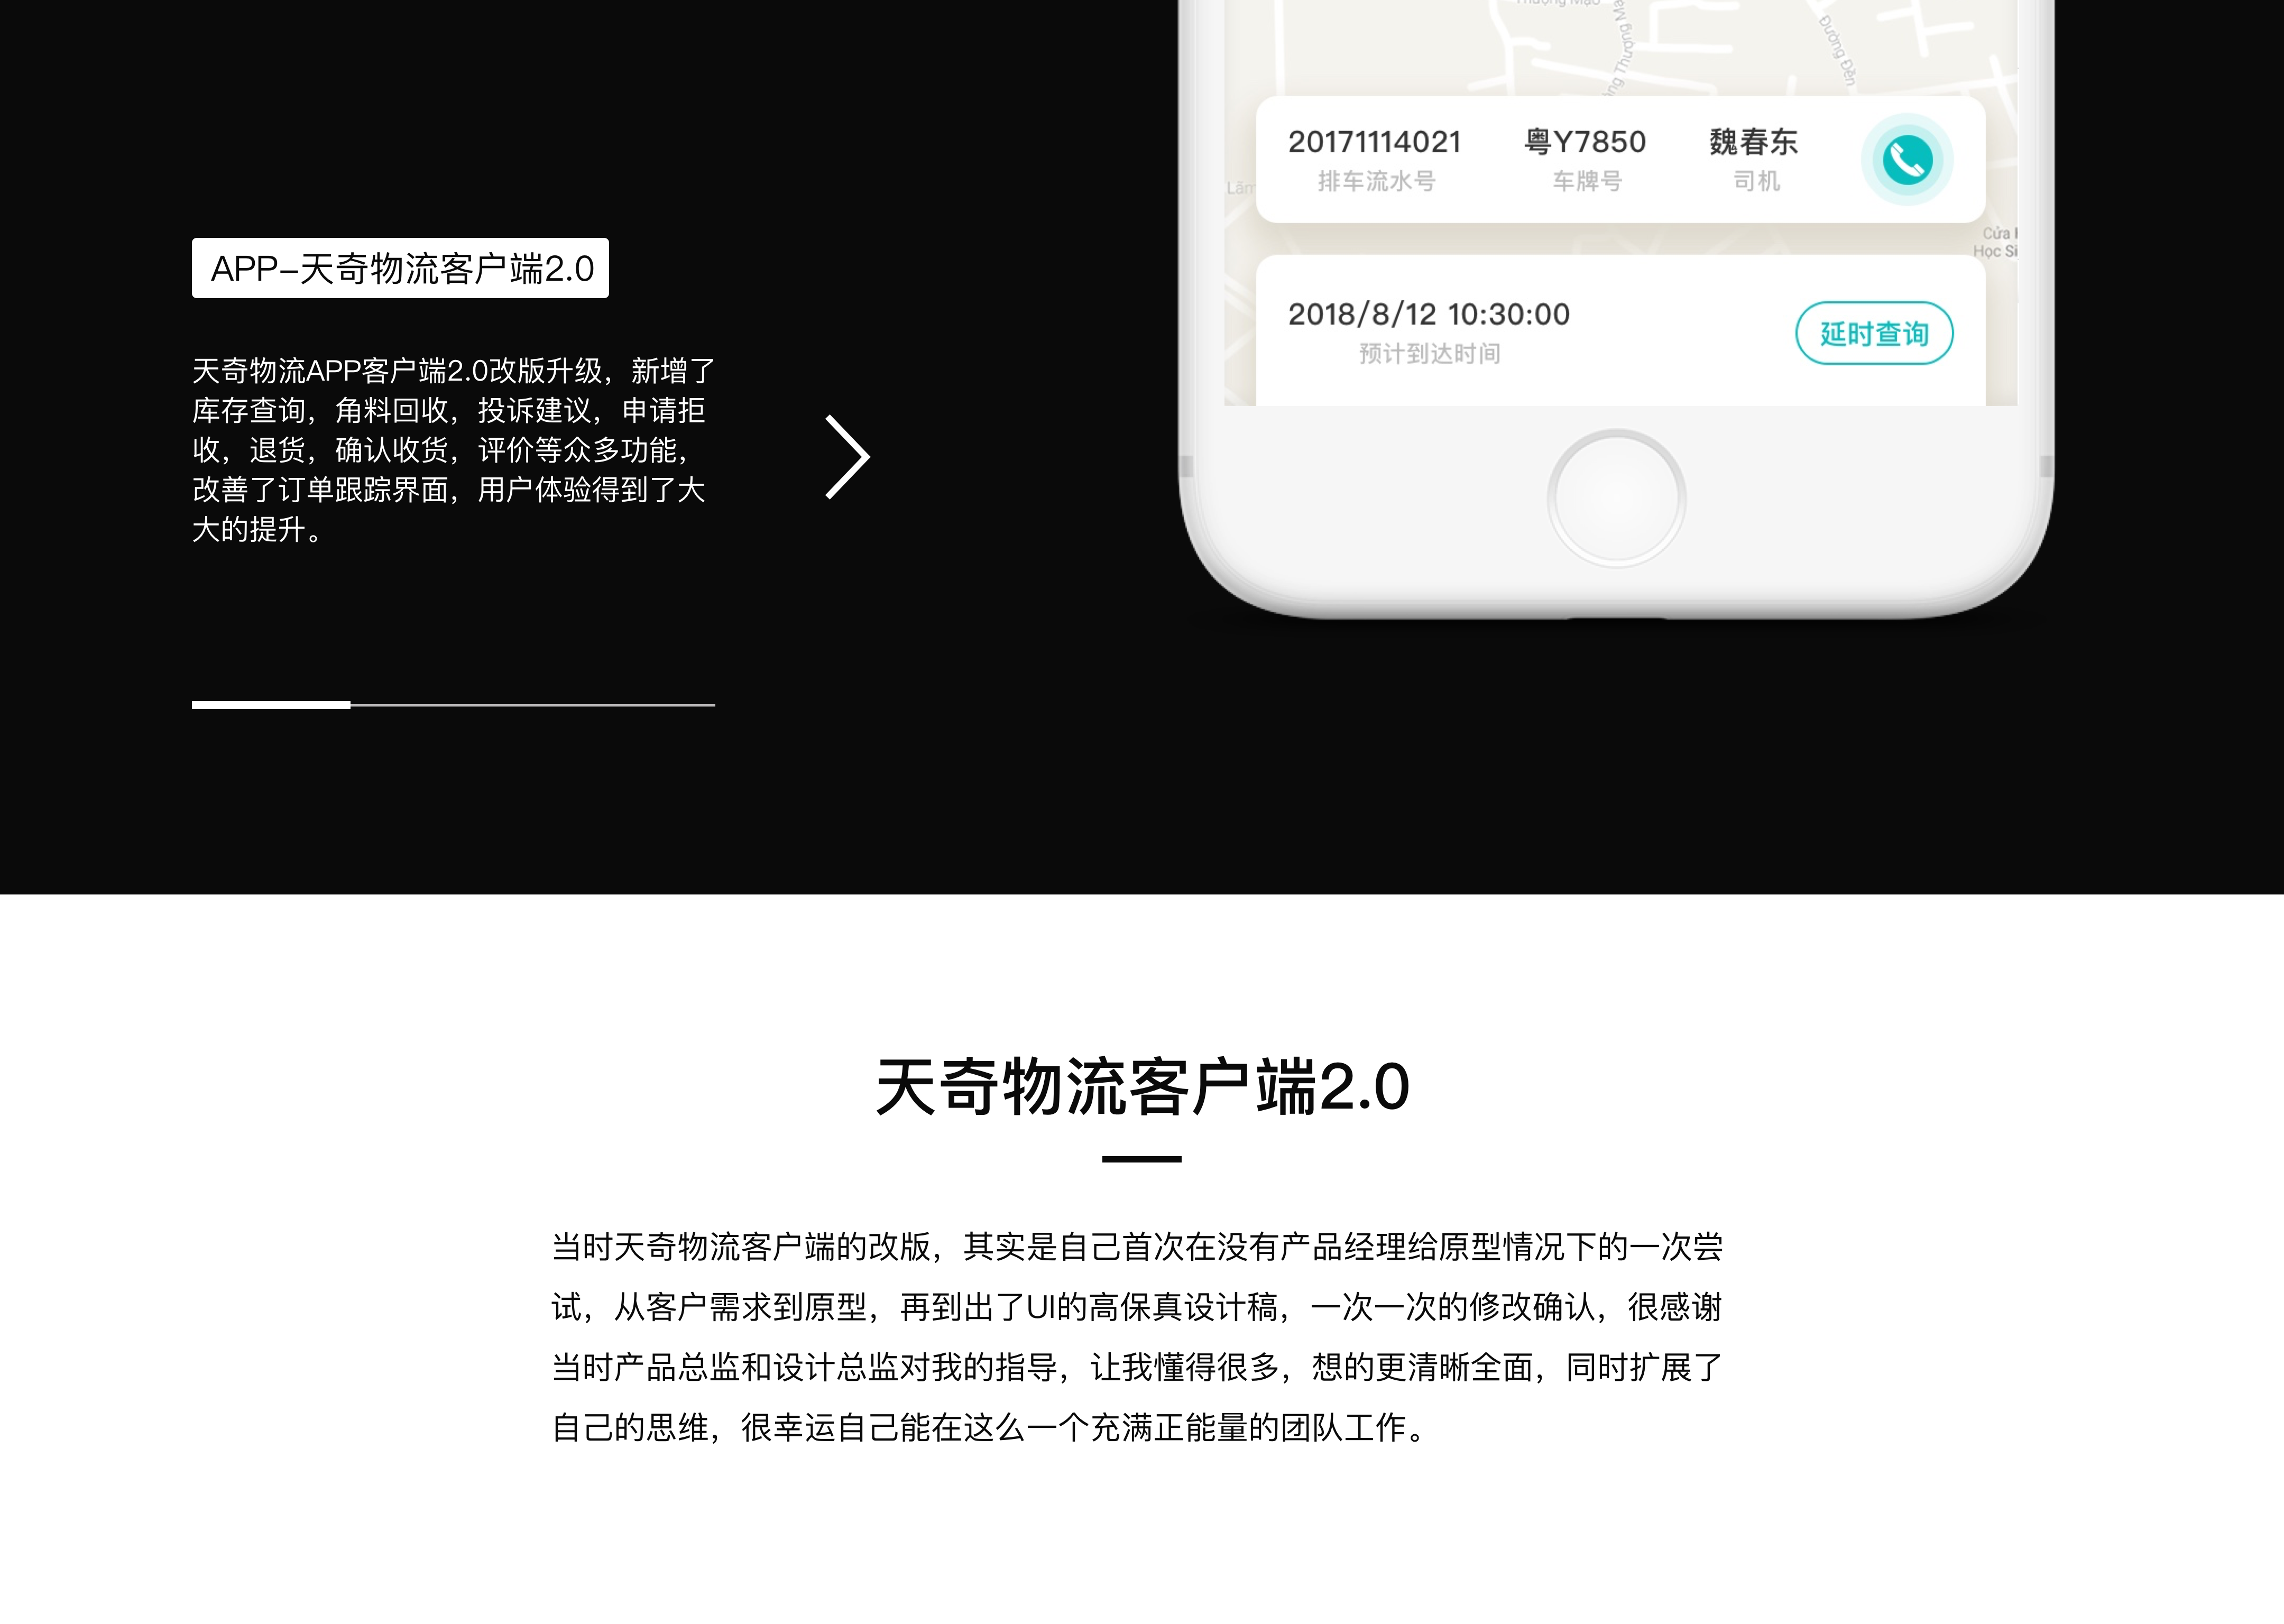 Thượng Mạo
Đường Đền
20171114021 粤Y7850 魏春东
排车流水号 车牌号 司机
Lãm
Cửa
Học Si
2018/8/12 10:30:00
预计到达时间
延时查询
APP-天奇物流客户端2.0
天奇物流APP客户端2.0改版升级，新增了
库存查询，角料回收，投诉建议，申请拒
收，退货，确认收货，评价等众多功能，
改善了订单跟踪界面，用户体验得到了大
大的提升。
天奇物流客户端2.0
当时天奇物流客户端的改版，其实是自己首次在没有产品经理给原型情况下的一次尝
试，从客户需求到原型，再到出了UI的高保真设计稿，一次一次的修改确认，很感谢
当时产品总监和设计总监对我的指导，让我懂得很多，想的更清晰全面，同时扩展了
自己的思维，很幸运自己能在这么一个充满正能量的团队工作。